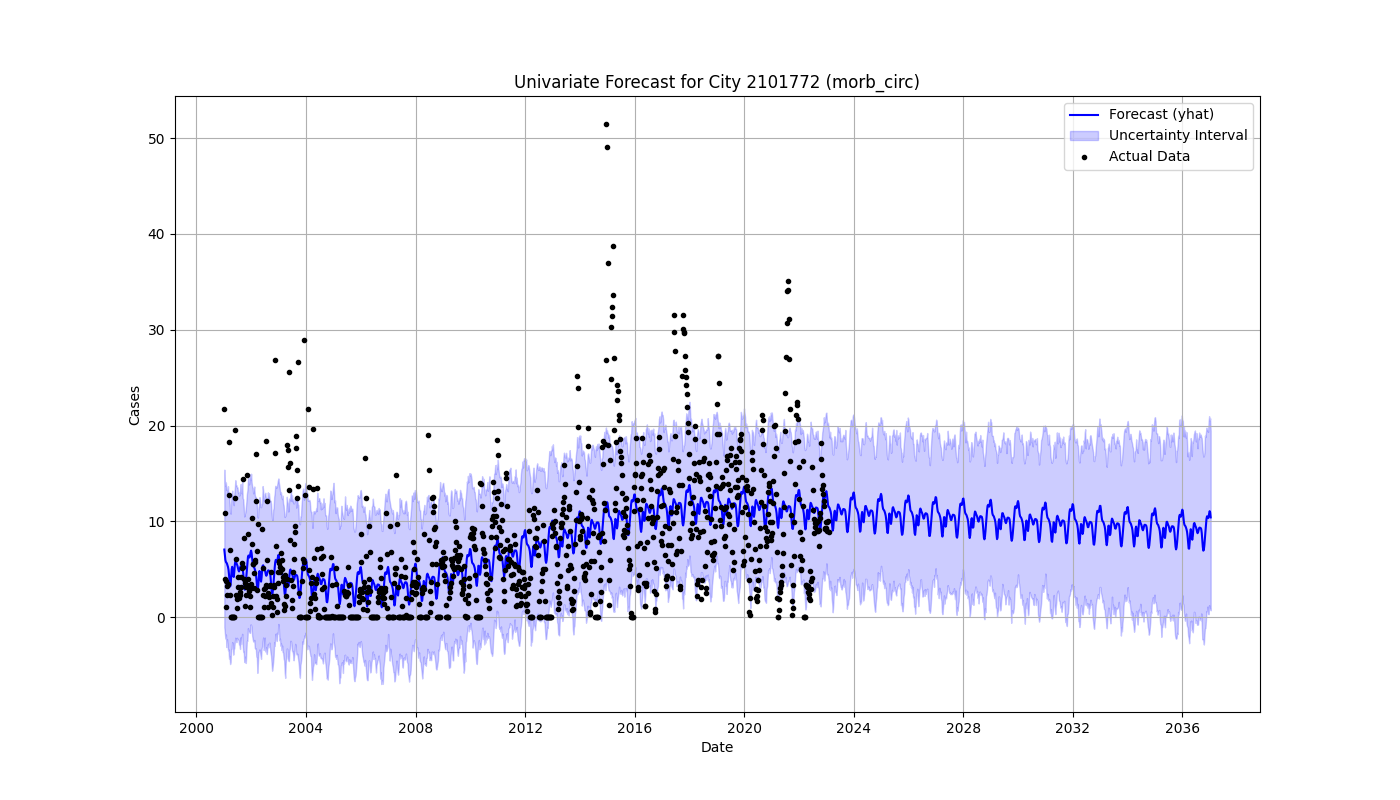 Univariate Forecast for City 2101772 (morb_circ)
Forecast (yhat)
Uncertainty Interval
Actual Data
Cases
50
40
30
20
10
0
2000 2004 2008 2012 2016 2020 2024 2028 2032 2036
Date